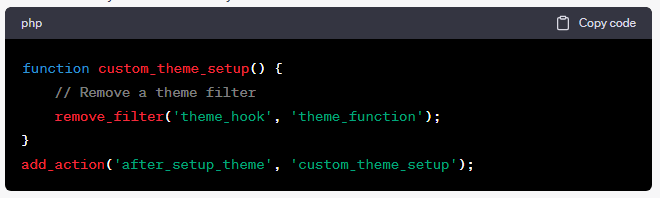 php
Copy code
function custom_theme_setup() {
    // Remove a theme filter
    remove_filter('theme_hook', 'theme_function');
}
add_action('after_setup_theme', 'custom_theme_setup');